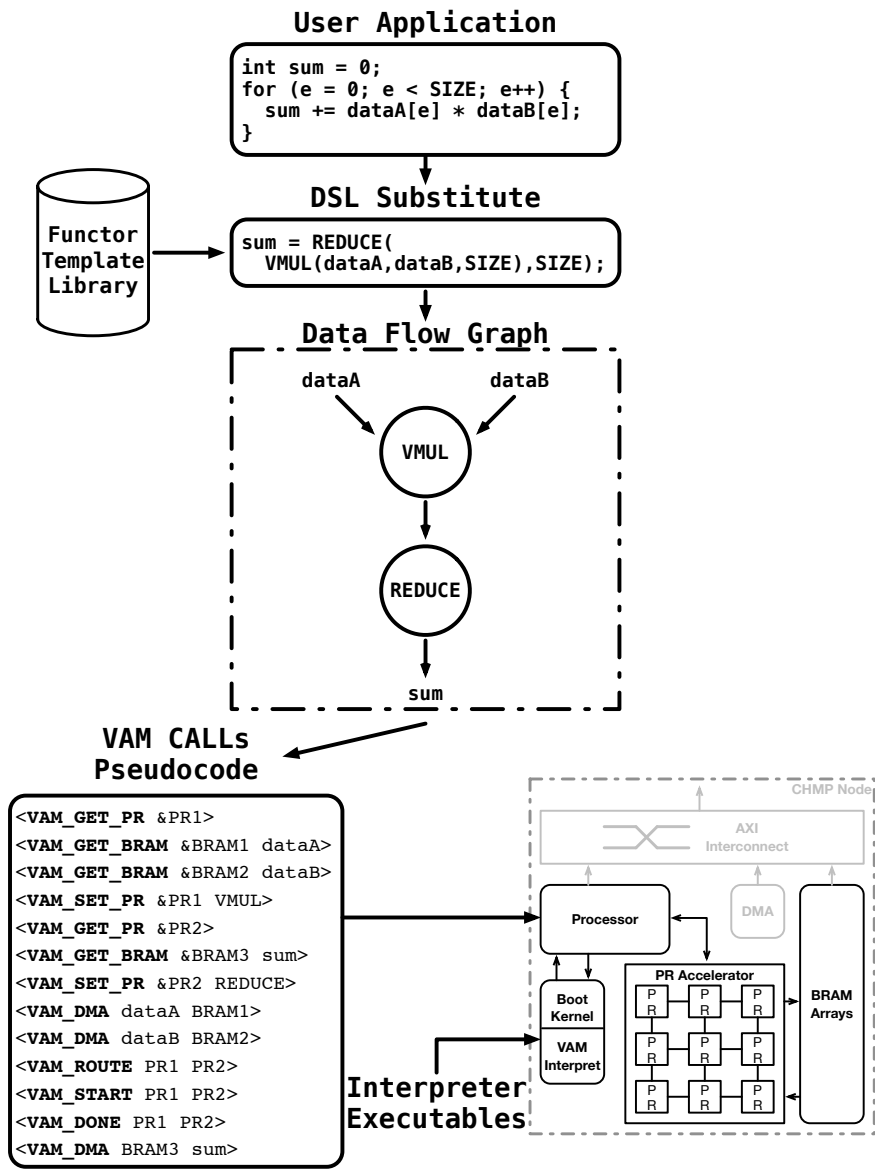 User Application
int sum = 0;
for (e = 0; e < SIZE; e++) {
sum += dataA[e] * dataB[e];
}
DSL Substitute
Functor
Template
Library
sum = REDUCE(
VMUL(dataA,dataB,SIZE),SIZE);
Data Flow Graph
dataA
dataB
VMUL
REDUCE
sum
VAM CALLs
Pseudocode
<VAM_GET_PR &PR1>
<VAM_GET_BRAM &BRAM1 dataA>
<VAM_GET_BRAM &BRAM2 dataB>
<VAM_SET_PR &PR1 VMUL>
<VAM_GET_PR &PR2>
<VAM_GET_BRAM &BRAM3 sum>
<VAM_SET_PR &PR2 REDUCE>
<VAM_DMA dataA BRAM1>
<VAM_DMA dataB BRAM2>
<VAM_ROUTE PR1 PR2>
<VAM_START PR1 PR2>
<VAM_DONE PR1 PR2>
<VAM_DMA BRAM3 sum>
Interpreter
Executables
CHMP Node
AXI
Interconnect
Processor
DMA
Boot
Kernel
VAM
Interpret
PR Accelerator
P P P
R R R
P P P
R R R
P P P
R R R
BRAM
Arrays